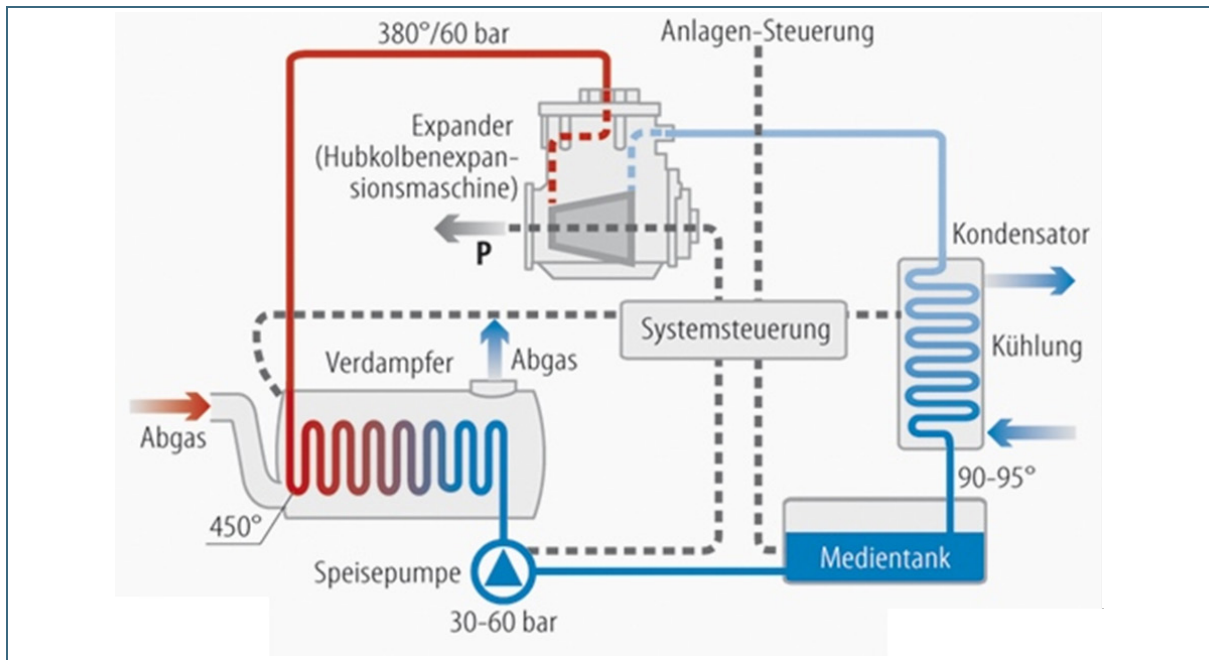 380°/60 bar
Anlagen-Steuerung
Expander
(Hubkolbenexpan-
sionsmaschine)
P
Kondensator
Systemsteuerung
Kühlung
Verdampfer
Abgas
Abgas
450°
90-95°
Speisepumpe
Medientank
30-60 bar